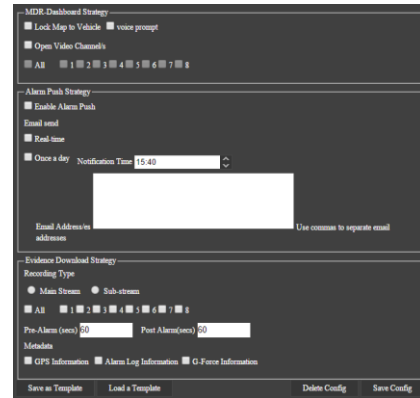 MDR-Dashboard Strategy
Lock Map to Vehicle voice prompt
Open Video Channel/s
All 1 2 3 4 5 6 7 8
Alarm Push Strategy
Enable Alarm Push
Email send
Real-time
Once a day Notification Time 15:40
Email Address/es Use commas to separate email
addresses
Evidence Download Strategy
Recording Type
Main Stream Sub-stream
All 1 2 3 4 5 6 7 8
Pre-Alarm (secs) 60 Post Alarm(secs) 60
Metadata
GPS Information Alarm Log Information G-Force Information
Save as Template Load a Template Delete Config Save Config